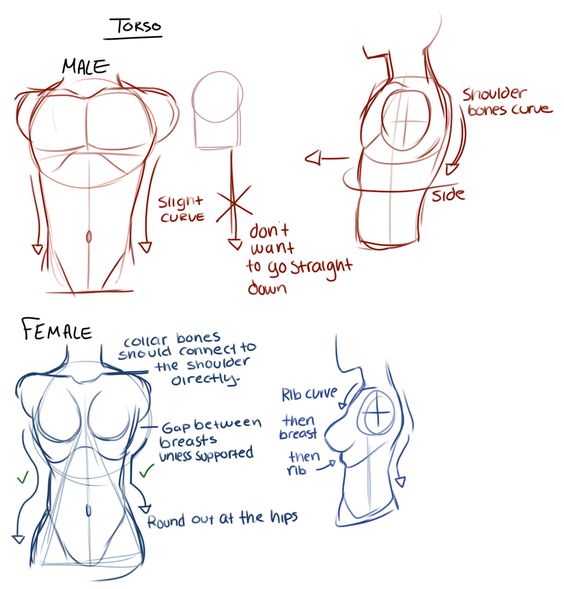 TORSO
MALE
Shoulder
bones curve
Slight
CURVE
Side
don't
want
to go straight
down
FEMALE
collar bones
should connect to
the shoulder
directly.
Rib curve
then
breast
then
rib
Gap between
breasts
unless supported
Round out at the hips